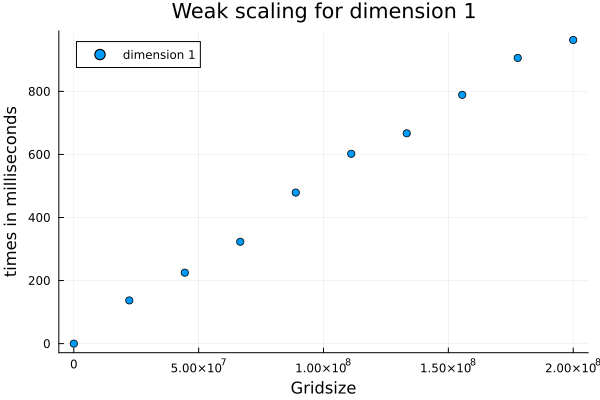 Weak scaling for dimension 1
dimension 1
times in milliseconds
800
600
400
200
0
0 5.00×10⁷ 1.00×10⁸ 1.50×10⁸ 2.00×10⁸
Gridsize